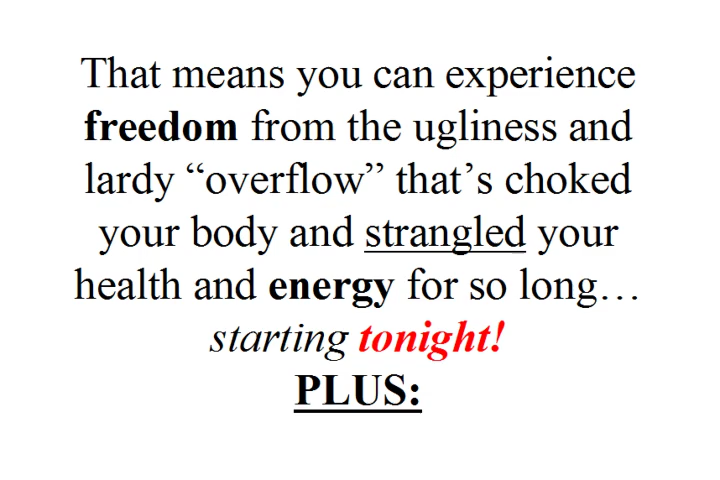 That means you can experience
freedom from the ugliness and
lardy “overflow” that’s choked
your body and strangled your
health and energy for so long…
starting tonight!
PLUS: